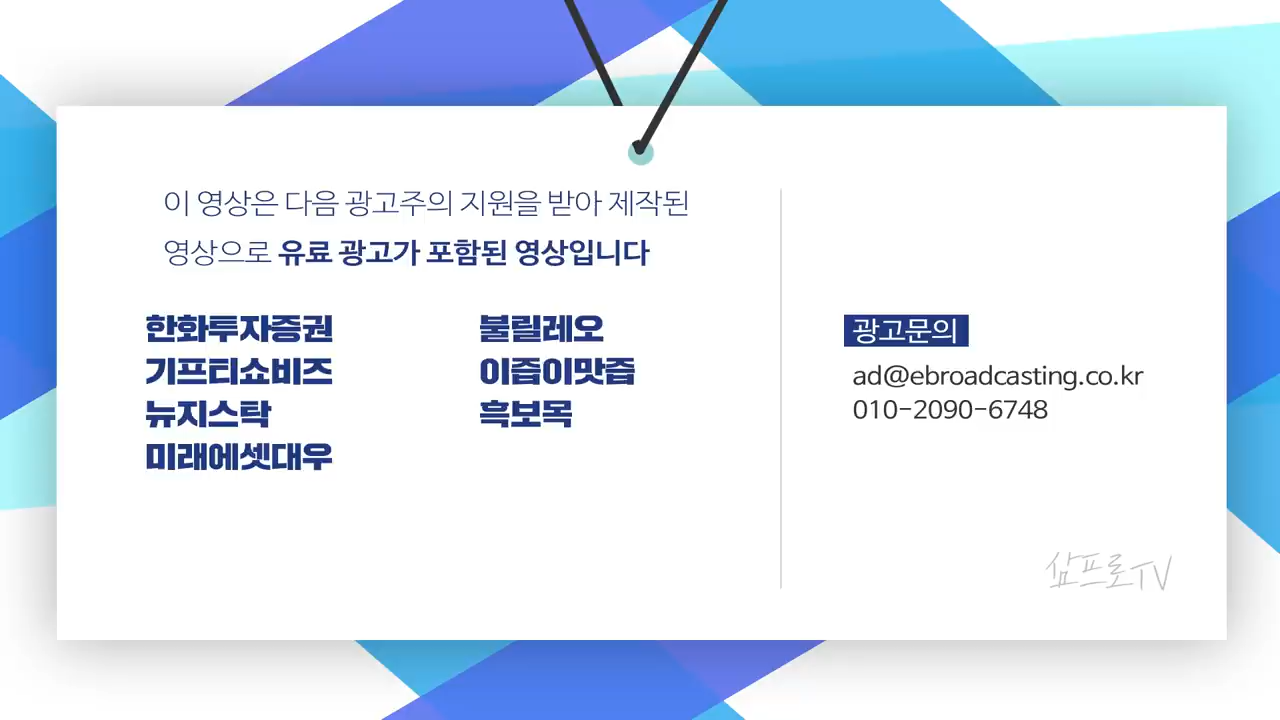 이 영상은 다음 광고주의 지원을 받아 제작된
영상으로 유료 광고가 포함된 영상입니다
한화투자증권
기프티쇼비즈
뉴지스탁
미래에셋대우
불릴레오
이즙이맛즙
흑보목
광고문의
ad@ebroadcasting.co.kr
010-2090-6748
삼프로TV